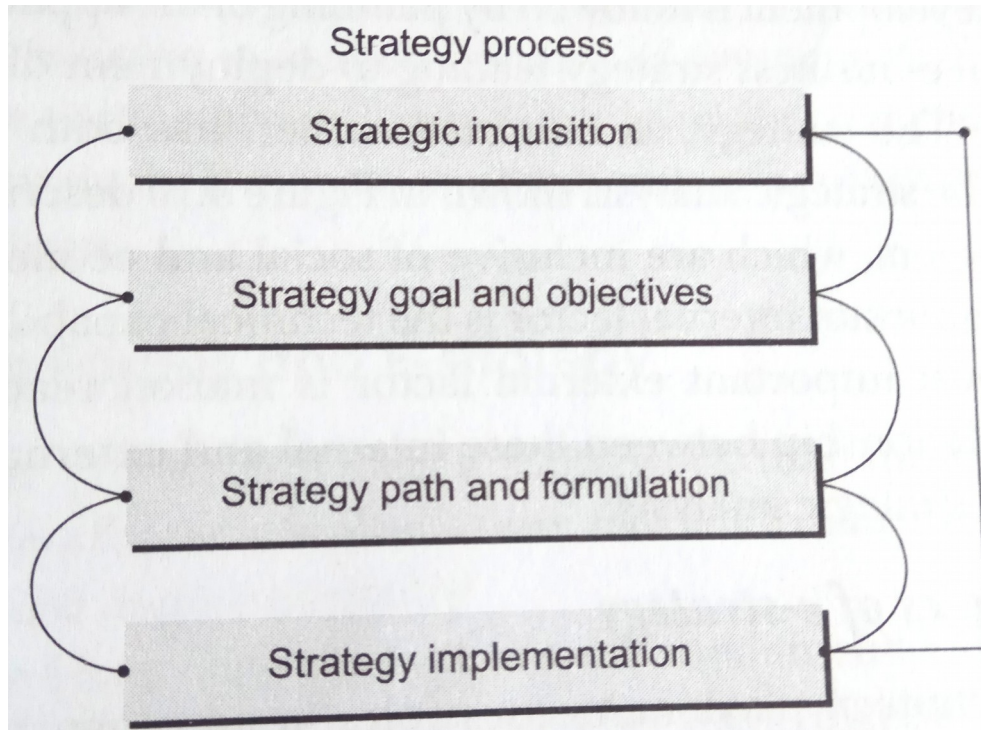 Strategy process
Strategic inquisition
Strategy goal and objectives
Strategy path and formulation
Strategy implementation